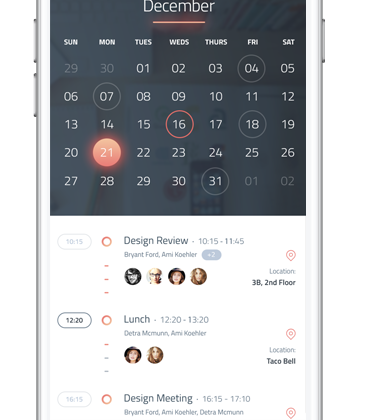 December
SUN MON TUES WEDS THURS FRI SAT
29 30 01 02 03 04 05
06 07 08 09 10 11 12
13 14 15 16 17 18 19
20 21 22 23 24 25 26
27 28 29 30 31 01 02
10:15 Design Review - 10:15 - 11:45
Bryant Ford, Ami Koehler +2
Location:
3B, 2nd Floor
12:20 Lunch - 12:20 - 13:20
Detra Mcmunn, Ami Koehler
Location:
Taco Bell
16:15 Design Meeting - 16:15 - 17:10
Bryant Ford, Ami Koehler, Detra Mcmunn
Location: